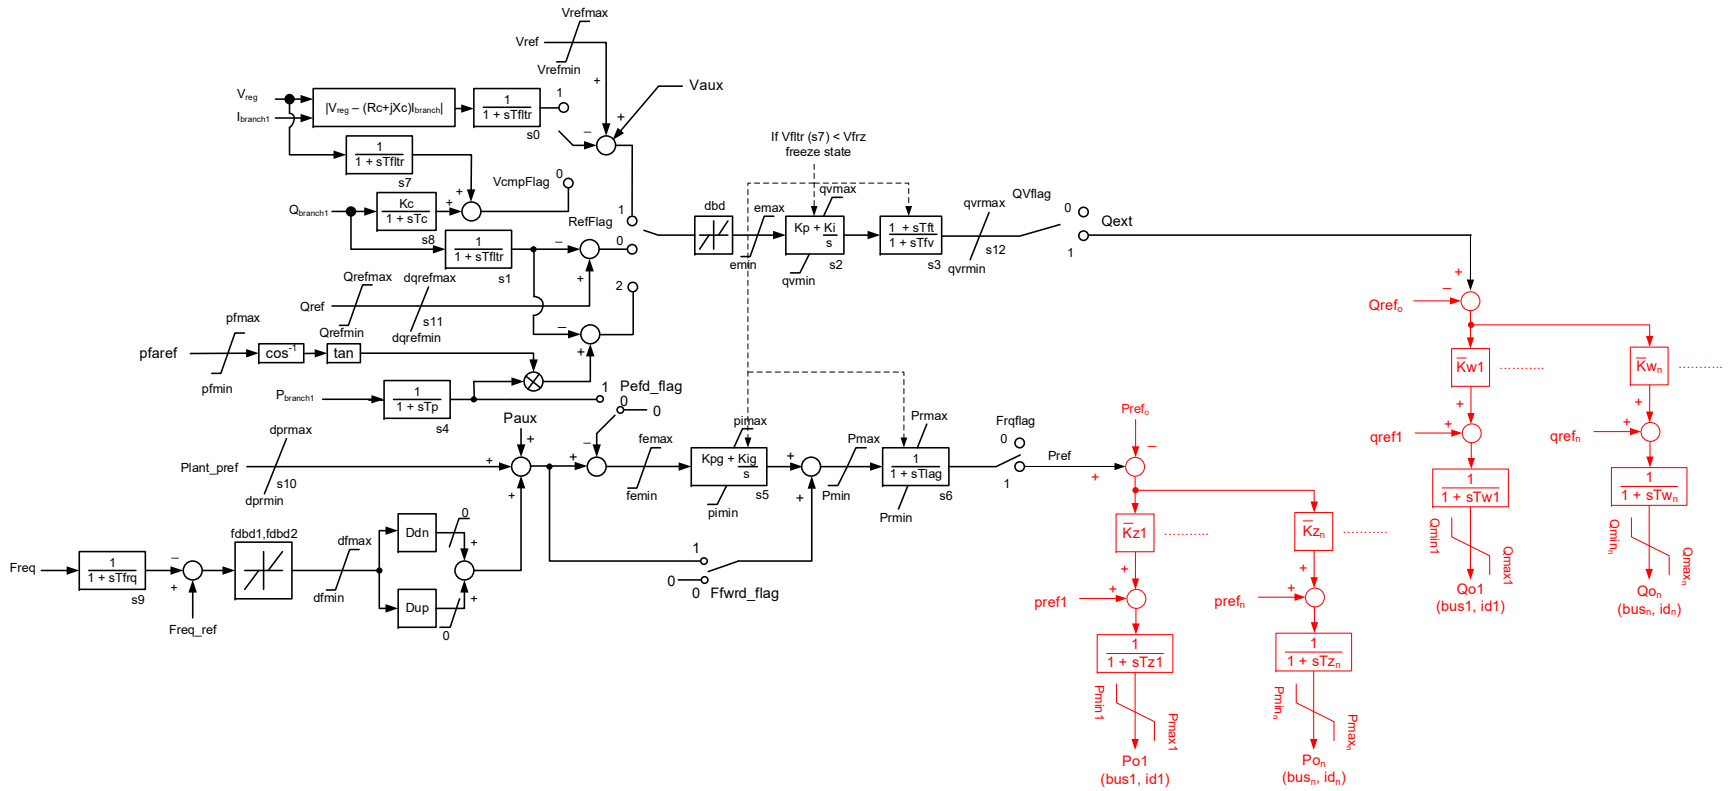 Vrefmax
Vref
Vrefmin
+
Vaux
Vreg
Ibranch1
|Vreg – (Rc+jXc)Ibranch|
1
1 + sTfltr
s0
1
–
+
If Vfltr (s7) < Vfrz
freeze state
1
1 + sTfltr
s7
VcmpFlag
0
+
+
Qbranch1
Kc
1 + sTc
s8
RefFlag
1
0
2
1
1 + sTfltr
s1
–
+
dbd
emax
emin
qvmax
Kp + Ki
s
s2
qvmin
1 + sTft
1 + sTfv
s3
qvrmax
s12
qvrmin
QVflag
0
1
Qext
Qrefmax
Qref
Qrefmin
dqrefmax
s11
dqrefmin
–
+
pfmax
pfaref
pfmin
cos-1
tan
Pbranch1
1
1 + sTp
s4
1
Pefd_flag
0
0
Paux
+
dprmax
Plant_pref
s10
dprmin
+
+
–
+
femax
femin
pimax
Kpg + Kig
s
s5
pimin
+
+
Pmax
Pmin
Prmax
1
1 + sTlag
s6
Prmin
Frqflag
0
1
Pref
1
0
0
Ffwrd_flag
Freq
1
1 + sTfrq
s9
–
+
Freq_ref
fdbd1,fdbd2
dfmax
dfmin
Ddn
0
+
Dup
0
+
Prefo
–
+
Kz1
..............
Kzn
..............
+
pref1
+
+
prefn
+
1
1 + sTz1
1
1 + sTzn
Pmin1
Pmax1
Pminn
Pmaxn
Po1
(bus1, id1)
Pon
(busn, idn)
+
Qrefo
–
Kw1
..............
Kwn
..............
+
qref1
+
+
qrefn
+
1
1 + sTw1
1
1 + sTwn
Qmin1
Qmax1
Qminn
Qmaxn
Qo1
(bus1, id1)
Qon
(busn, idn)